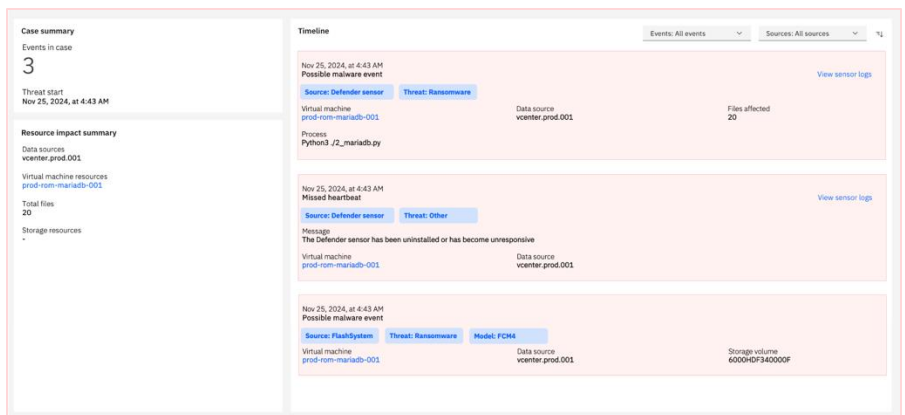 Case summary
Events in case
3
Threat start
Nov 25, 2024, at 4:43 AM
Resource impact summary
Data sources
vcenter.prod.001
Virtual machine resources
prod-rom-mariadb-001
Total files
20
Storage resources
-
Timeline
Events: All events
Sources: All sources
Nov 25, 2024, at 4:43 AM
Possible malware event
View sensor logs
Source: Defender sensor Threat: Ransomware
Virtual machine Data source Files affected
prod-rom-mariadb-001 vcenter.prod.001 20
Process
Python3 ./2_mariadb.py
Nov 25, 2024, at 4:43 AM
Missed heartbeat
View sensor logs
Source: Defender sensor Threat: Other
Message
The Defender sensor has been uninstalled or has become unresponsive
Virtual machine Data source
prod-rom-mariadb-001 vcenter.prod.001
Nov 25, 2024, at 4:43 AM
Possible malware event
Source: FlashSystem Threat: Ransomware Model: FCM4
Virtual machine Data source Storage volume
prod-rom-mariadb-001 vcenter.prod.001 6000HDF340000F